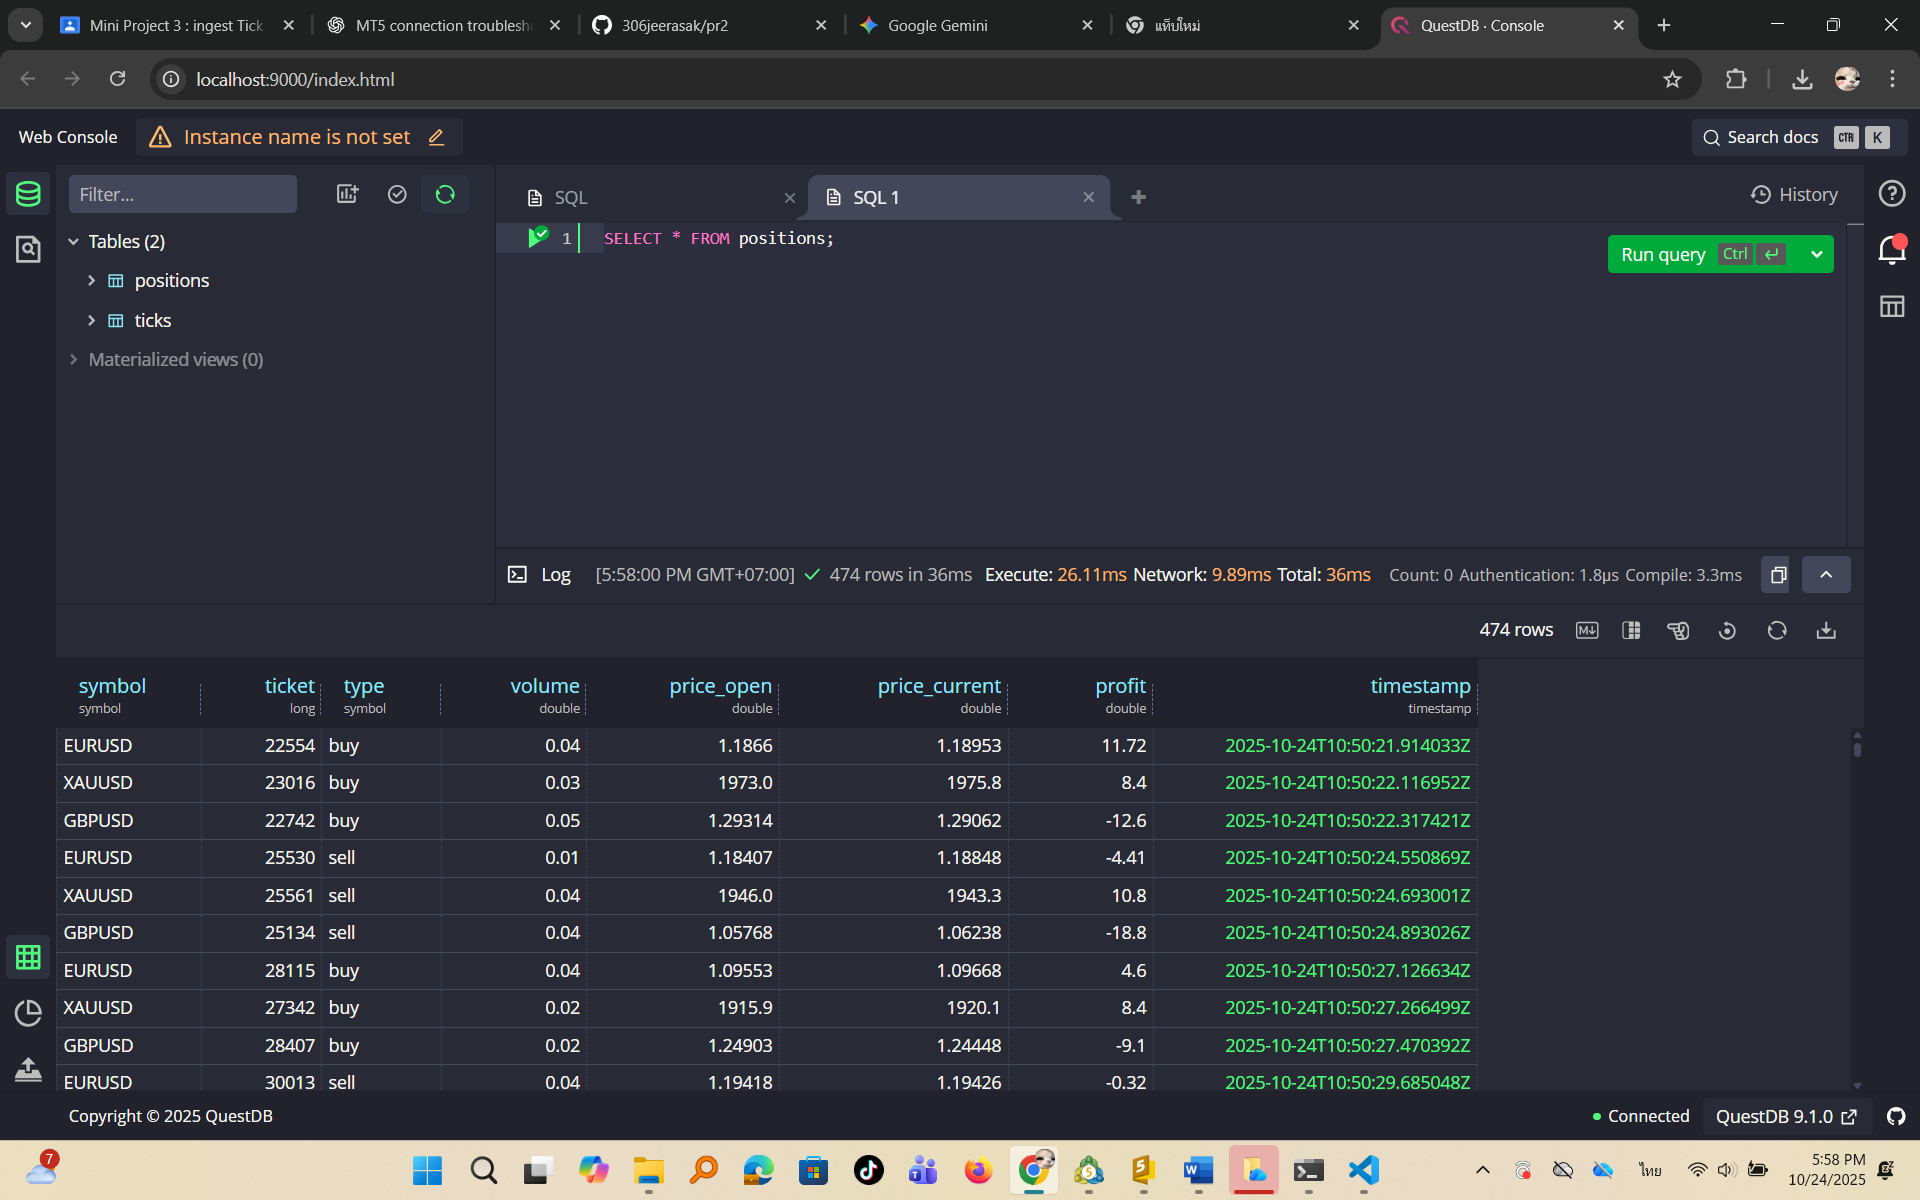 Mini Project 3 : ingest Tick
MT5 connection troublesh
306jeerasak/pr2
Google Gemini
แท็บใหม่
QuestDB · Console
localhost:9000/index.html
Web Console
Instance name is not set
Search docs
CTR
K
Filter...
SQL
SQL 1
History
Tables (2)
1
SELECT * FROM positions;
Run query
Ctrl
positions
ticks
Materialized views (0)
Log
[5:58:00 PM GMT+07:00]
474 rows in 36ms
Execute: 26.11ms Network: 9.89ms Total: 36ms
Count: 0 Authentication: 1.8µs Compile: 3.3ms
474 rows
M
symbol ticket type volume price_open price_current profit timestamp
symbol long symbol double double double double timestamp
EURUSD 22554 buy 0.04 1.1866 1.18953 11.72 2025-10-24T10:50:21.914033Z
XAUUSD 23016 buy 0.03 1973.0 1975.8 8.4 2025-10-24T10:50:22.116952Z
GBPUSD 22742 buy 0.05 1.29314 1.29062 -12.6 2025-10-24T10:50:22.317421Z
EURUSD 25530 sell 0.01 1.18407 1.18848 -4.41 2025-10-24T10:50:24.550869Z
XAUUSD 25561 sell 0.04 1946.0 1943.3 10.8 2025-10-24T10:50:24.693001Z
GBPUSD 25134 sell 0.04 1.05768 1.06238 -18.8 2025-10-24T10:50:24.893026Z
EURUSD 28115 buy 0.04 1.09553 1.09668 4.6 2025-10-24T10:50:27.126634Z
XAUUSD 27342 buy 0.02 1915.9 1920.1 8.4 2025-10-24T10:50:27.266499Z
GBPUSD 28407 buy 0.02 1.24903 1.24448 -9.1 2025-10-24T10:50:27.470392Z
EURUSD 30013 sell 0.04 1.19418 1.19426 -0.32 2025-10-24T10:50:29.685048Z
Copyright © 2025 QuestDB
Connected
QuestDB 9.1.0
7
ไทย
5:58 PM
10/24/2025